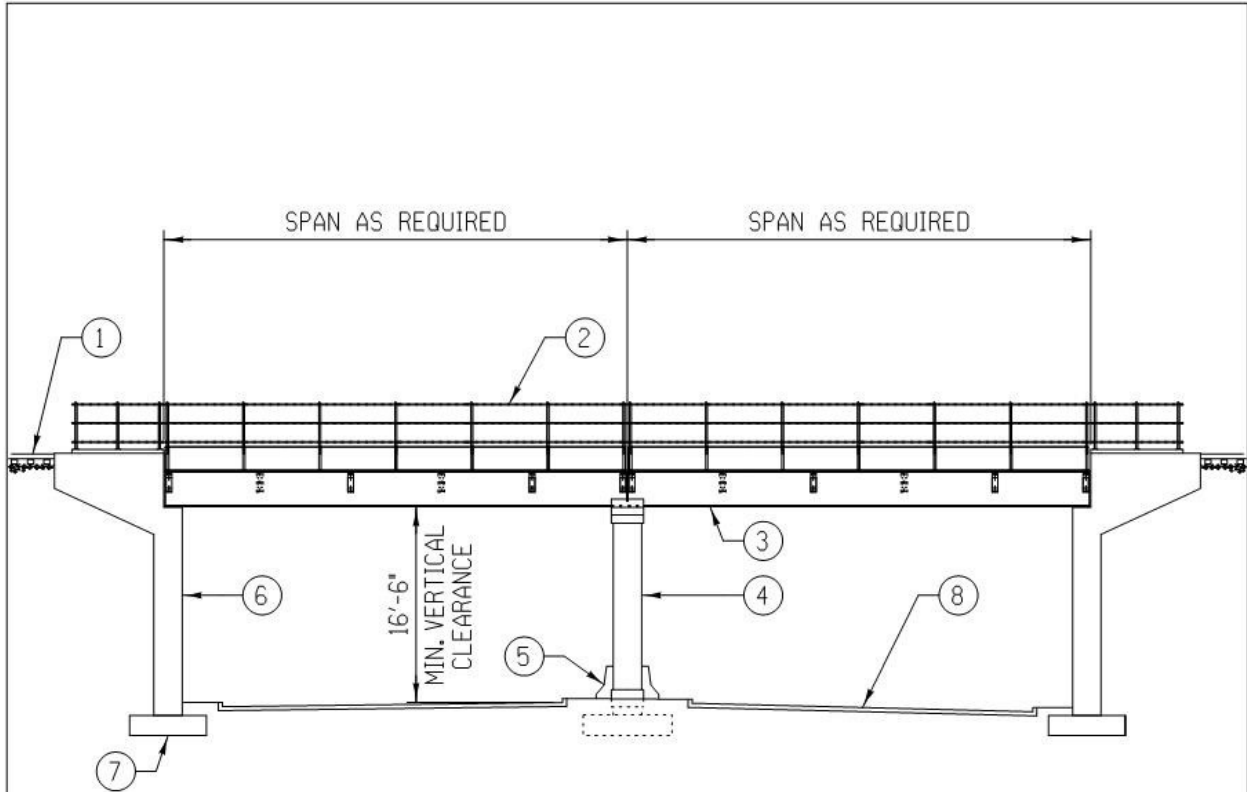 SPAN AS REQUIRED
SPAN AS REQUIRED
1
2
3
6
16'-6"
MIN. VERTICAL
CLEARANCE
4
8
5
7